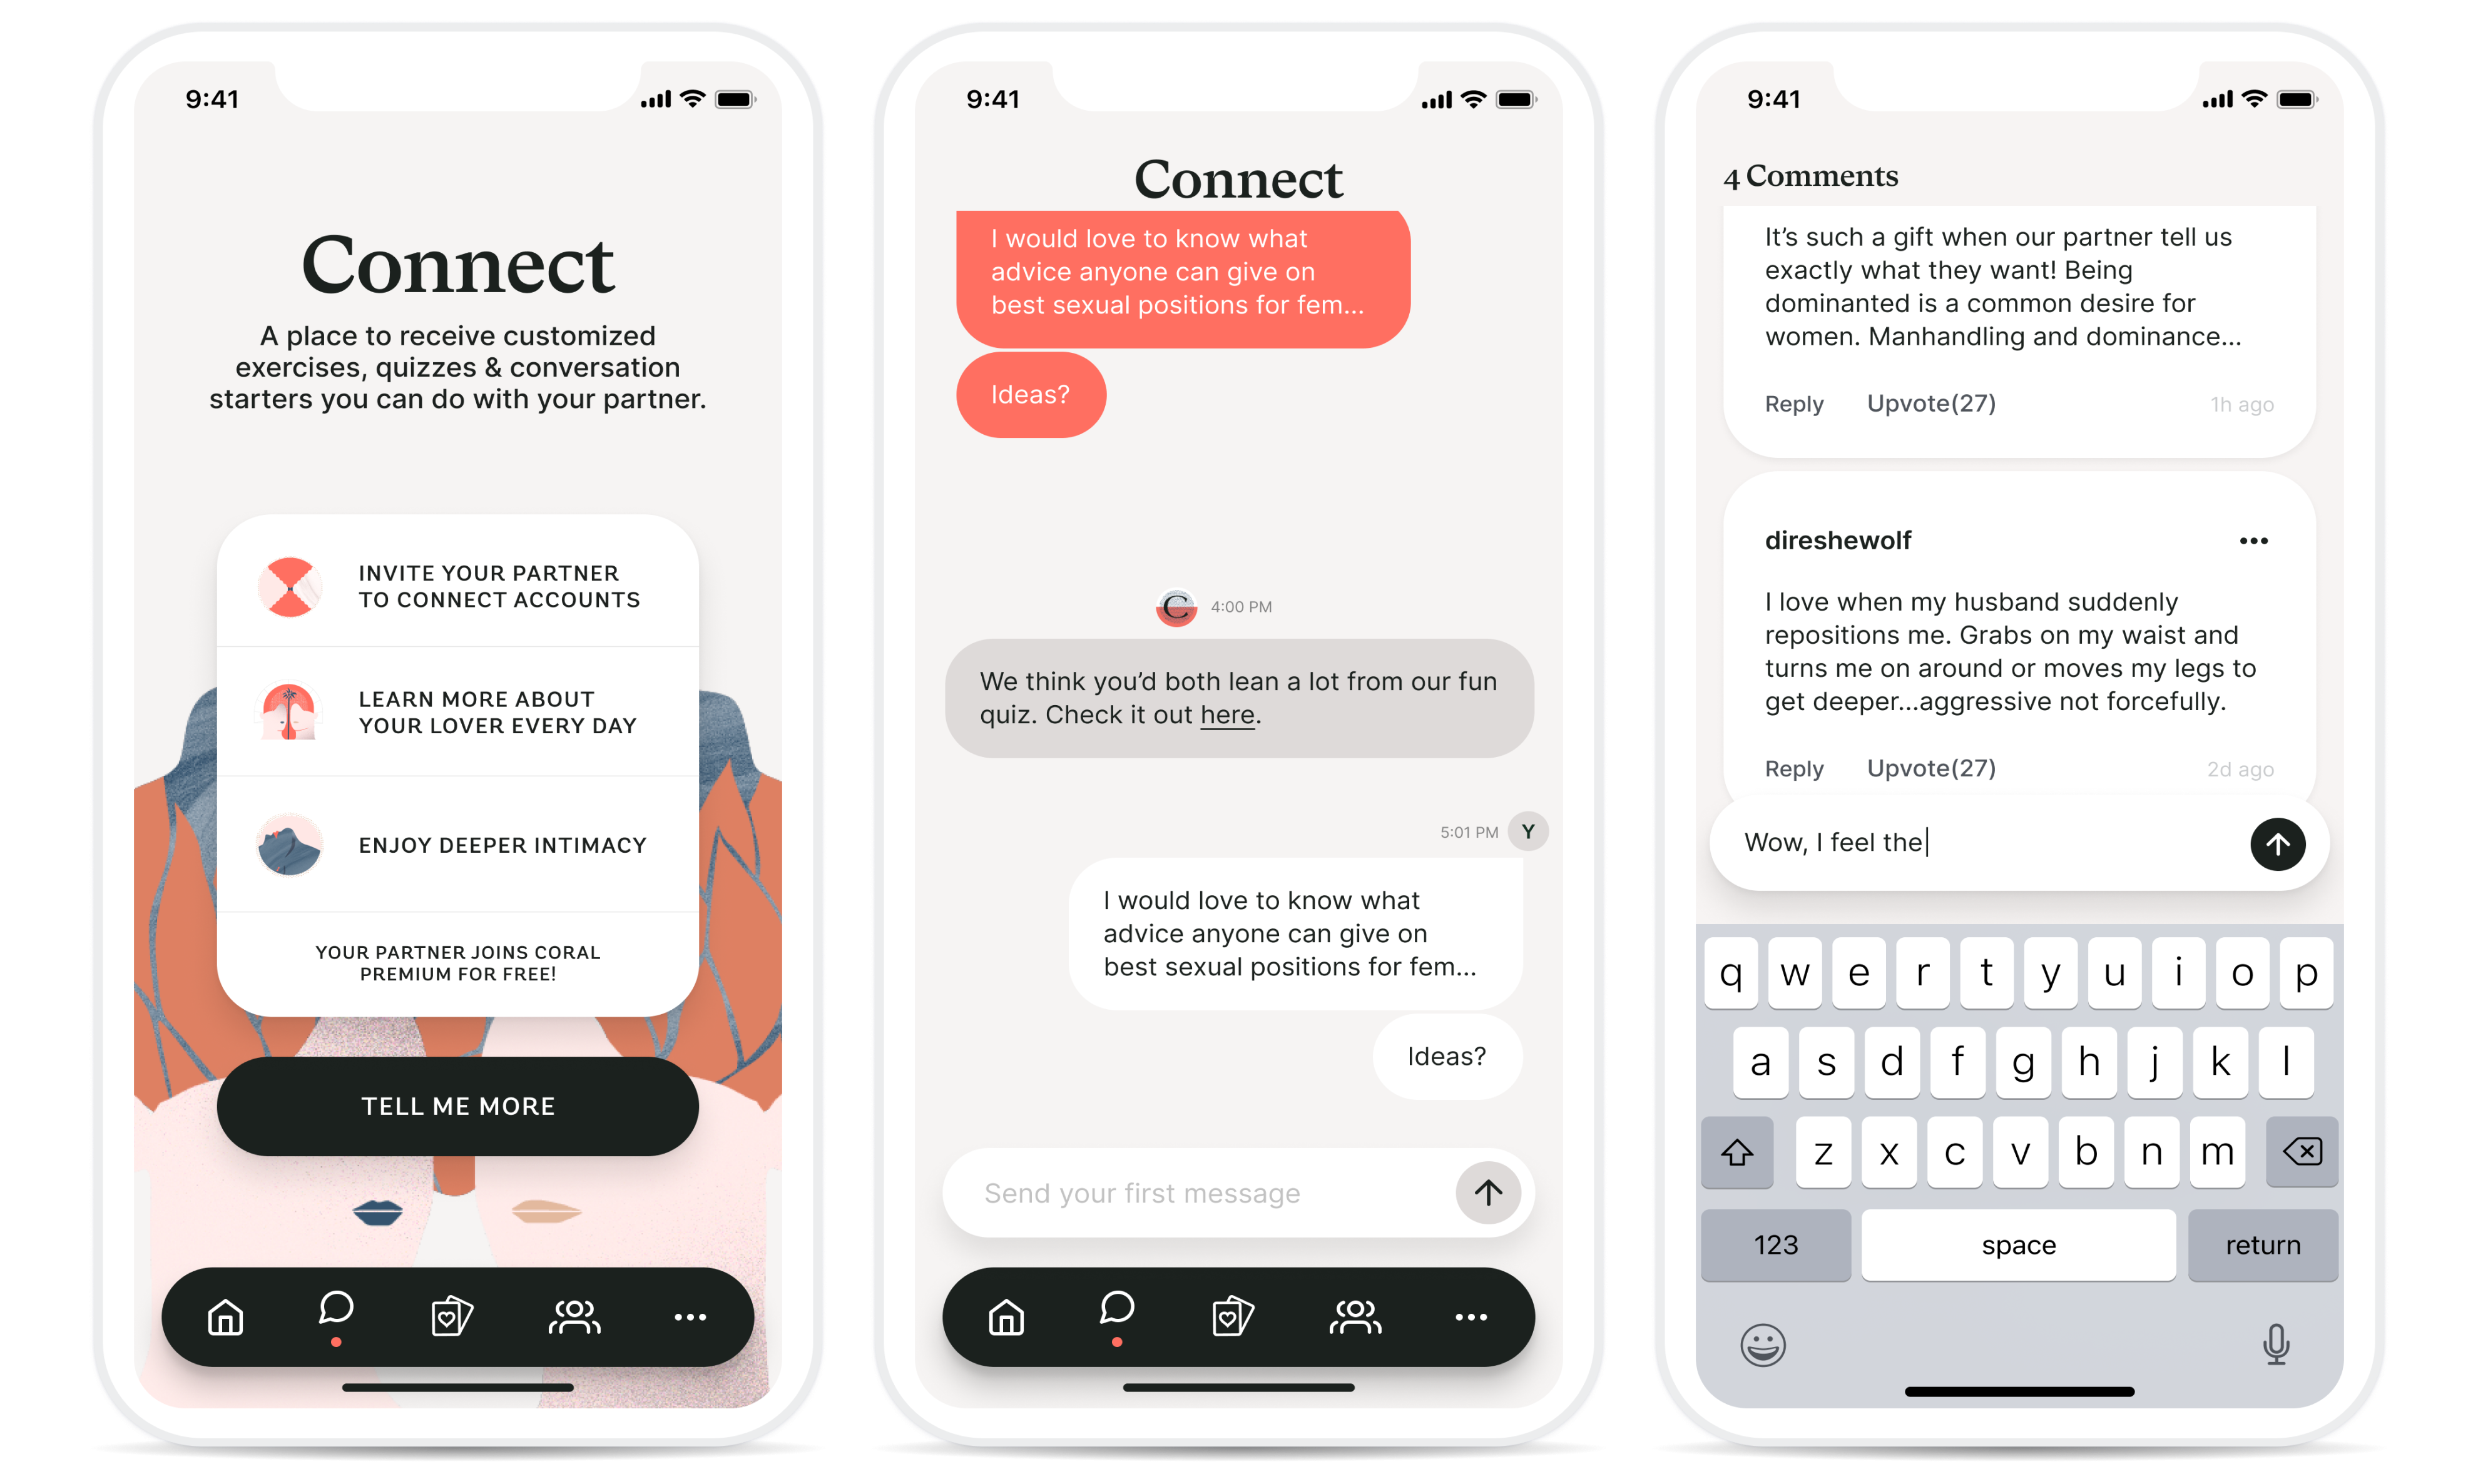 9:41
Connect
A place to receive customized
exercises, quizzes & conversation
starters you can do with your partner.
INVITE YOUR PARTNER
TO CONNECT ACCOUNTS
LEARN MORE ABOUT
YOUR LOVER EVERY DAY
ENJOY DEEPER INTIMACY
YOUR PARTNER JOINS CORAL
PREMIUM FOR FREE!
TELL ME MORE
9:41
Connect
I would love to know what
advice anyone can give on
best sexual positions for fem...
Ideas?
C 4:00 PM
We think you’d both lean a lot from our fun
quiz. Check it out here.
5:01 PM Y
I would love to know what
advice anyone can give on
best sexual positions for fem...
Ideas?
Send your first message
9:41
4 Comments
It’s such a gift when our partner tell us
exactly what they want! Being
dominanted is a common desire for
women. Manhandling and dominance...
Reply Upvote(27) 1h ago
direshewolf
I love when my husband suddenly
repositions me. Grabs on my waist and
turns me on around or moves my legs to
get deeper...aggressive not forcefully.
Reply Upvote(27) 2d ago
Wow, I feel the
q w e r t y u i o p
a s d f g h j k l
z x c v b n m
123 space return